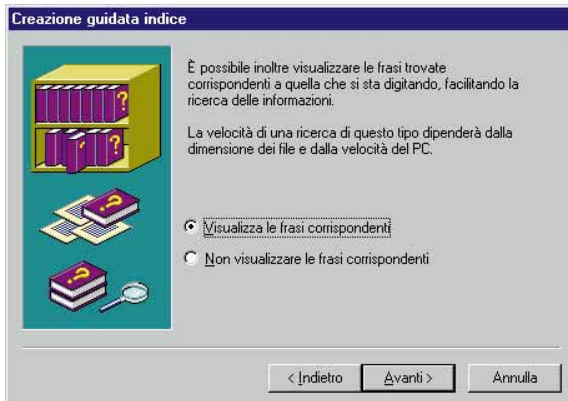 Creazione guidata indice
È possibile inoltre visualizzare le frasi trovate
corrispondenti a quella che si sta digitando, facilitando la
ricerca delle informazioni.
La velocità di una ricerca di questo tipo dipenderà dalla
dimensione dei file e dalla velocità del PC.
Visualizza le frasi corrispondenti
Non visualizzare le frasi corrispondenti
< Indietro Avanti > Annulla